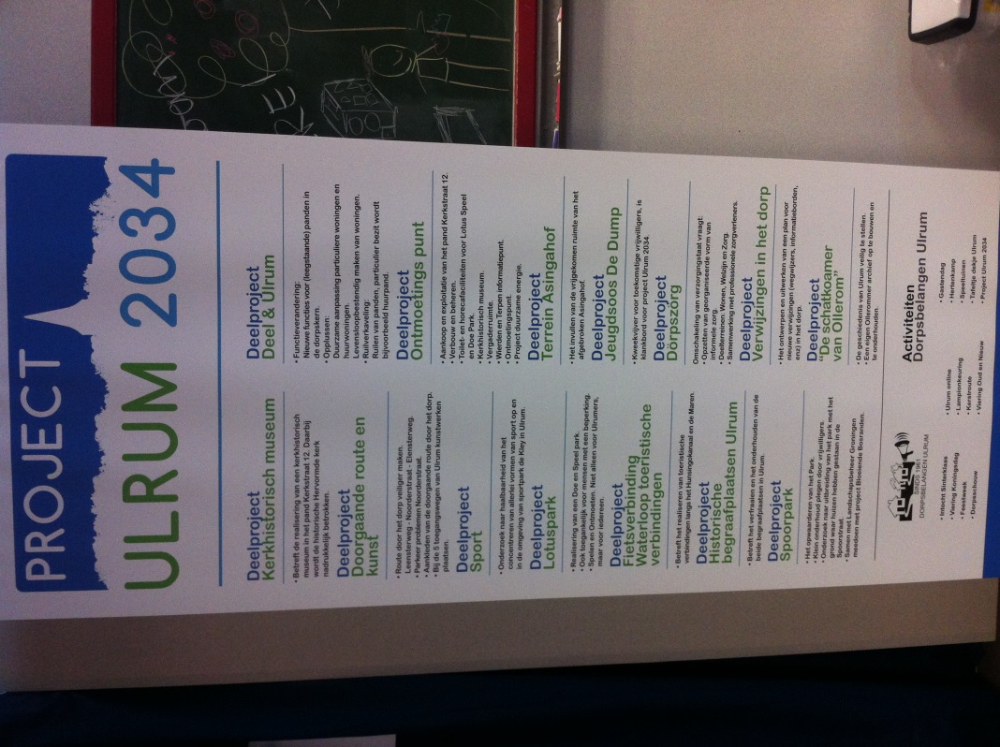 PROJECT
ULRUM 2034
Deelproject
Kerkhistorisch museum
• Betreft de realisering van een kerkhistorisch
museum in het pand Kerkstraat 12. Daarbij
wordt de historische Hervormde kerk
nadrukkelijk betrokken.
Deelproject
Doorgaande route en
kunst
• Route door het dorp veiliger maken.
Leensterweg - Noorderstraat - Elensterweg.
• Parkeer problemen Noorderstraat.
• Aankleden van de doorgaande route door het dorp.
• Bij de 5 toegangswegen van Ulrum kunstwerken
plaatsen.
Deelproject
Sport
• Onderzoek naar haalbaarheid van het
concentreren van allerlei vormen van sport op en
in de omgeving van sportpark de Kley in Ulrum.
Deelproject
Lotuspark
• Realisering van een Doe en Speel park.
• Ook toegankelijk voor mensen met een beperking.
• Spelen en Ontmoeten. Niet alleen voor Ulrumers,
maar voor iedereen.
Deelproject
Fietsverbinding
Waterloop toeristische
verbindingen
• Betreft het realiseren van toeristische
verbindingen langs het Hunsingokanaal en de Maren.
Deelproject
Historische
begraafplaatsen Ulrum
• Betreft het verfraaien en het onderhouden van de
beide begraafplaatsen in Ulrum.
Deelproject
Spoorpark
• Het opwaarderen van het Park.
• Klein onderhoud plegen door vrijwilligers.
• Onderzoek naar uitbreiding van het park met het
grond waar huizen hebben gestaan in de
Spoorstraat.
• Samen met Landschapsbeheer Groningen
meedoen met project Bloeiende Bosranden.
Deelproject
Deel & Ulrum
• Functieverandering:
Nieuwe functies voor (leegstaande) panden in
de dorpskern.
• Opplussen:
Duurzame aanpassing particuliere woningen en
huurwoningen.
Levensloopbestendig maken van woningen.
• Ruilverkaveling:
Ruilen van panden, particulier bezit wordt
bijvoorbeeld huurpand.
Deelproject
Ontmoetings punt
• Aankoop en exploitatie van het pand Kerkstraat 12.
• Verbouw en beheren.
• Toilet- en horecafaciliteiten voor Lotus Speel
en Doe Park.
• Kerkhistorisch museum.
• Vergaderruimte.
• Wierden en Terpen informatiepunt.
• Ontmoetingspunt.
• Project duurzame energie.
Deelproject
Terrein Asingahof
• Het invullen van de vrijgekomen ruimte van het
afgebroken Asingahof.
Deelproject
Jeugdsoos De Dump
• Kweekvijver voor toekomstige vrijwilligers, is
klankbord voor project Ulrum 2034.
Deelproject
Dörpszörg
Omschakeling van verzorgingstaat vraagt:
• Opzetten van georganiseerde vorm van
informele zorg.
• Deelterreinen: Wonen, Welzijn en Zorg.
• Samenwerking met professionele zorgverleners.
Deelproject
Verwijzingen in het dorp
• Het ontwerpen en uitwerken van een plan voor
nieuwe verwijzingen (wegwijzers, informatieborden,
enz) in het dorp.
Deelproject
"De schatkoamer
van Olleròm"
• De geschiedenis van Ulrum veilig te stellen.
• Een eigen Ollerommer archief op te bouwen en
te onderhouden.
SINDS 1961
DORPSBELANGEN ULRUM
Activiteiten
Dorpsbelangen Ulrum
• Intocht Sinterklaas
• Viering Koningsdag
• Feestweek
• Dorpsschouw
• Ulrum online
• Lampionkeuring
• Kerstroute
• Viering Oud en Nieuw
• Gastendag
• Hertenkamp
• Speeltuinen
• Tafeltje dekje Ulrum
• Project Ulrum 2034